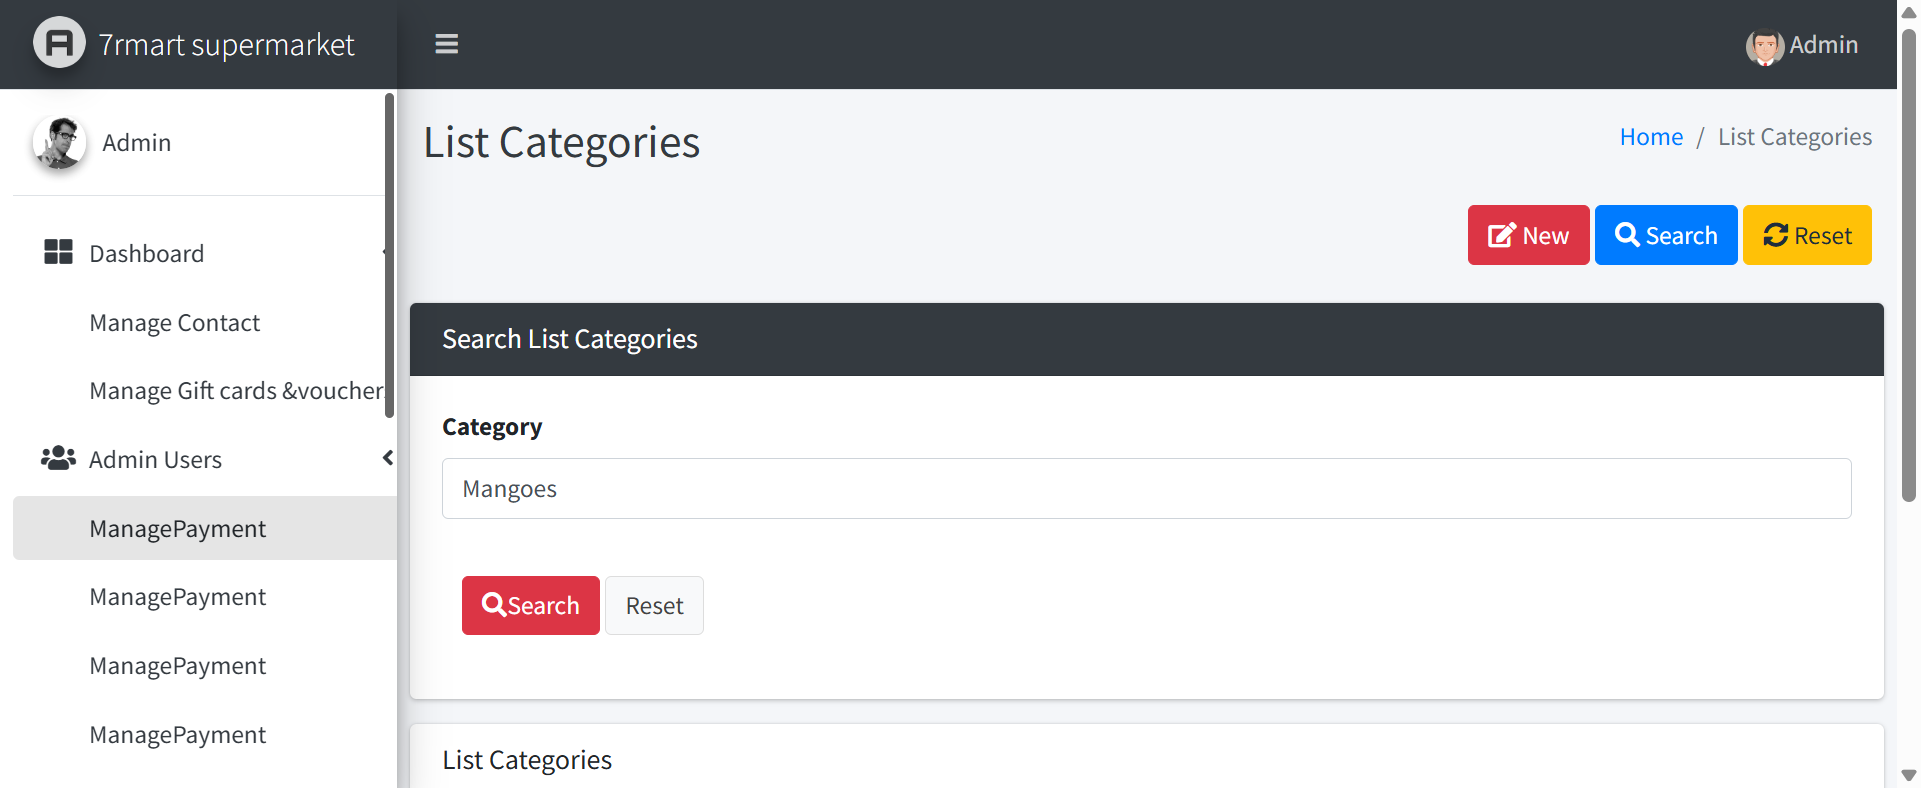 7rmart supermarket
Admin
Admin
List Categories
Home / List Categories
New
Search
Reset
Dashboard
Manage Contact
Manage Gift cards &voucher
Admin Users
ManagePayment
ManagePayment
ManagePayment
ManagePayment
Search List Categories
Category
Mangoes
Search
Reset
List Categories